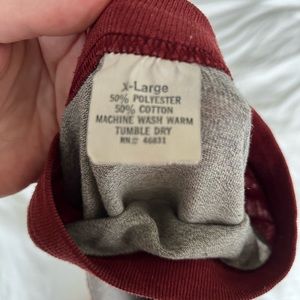 X-Large
50% POLYESTER
50% COTTON
MACHINE WASH WARM
TUMBLE DRY
RN# 46831